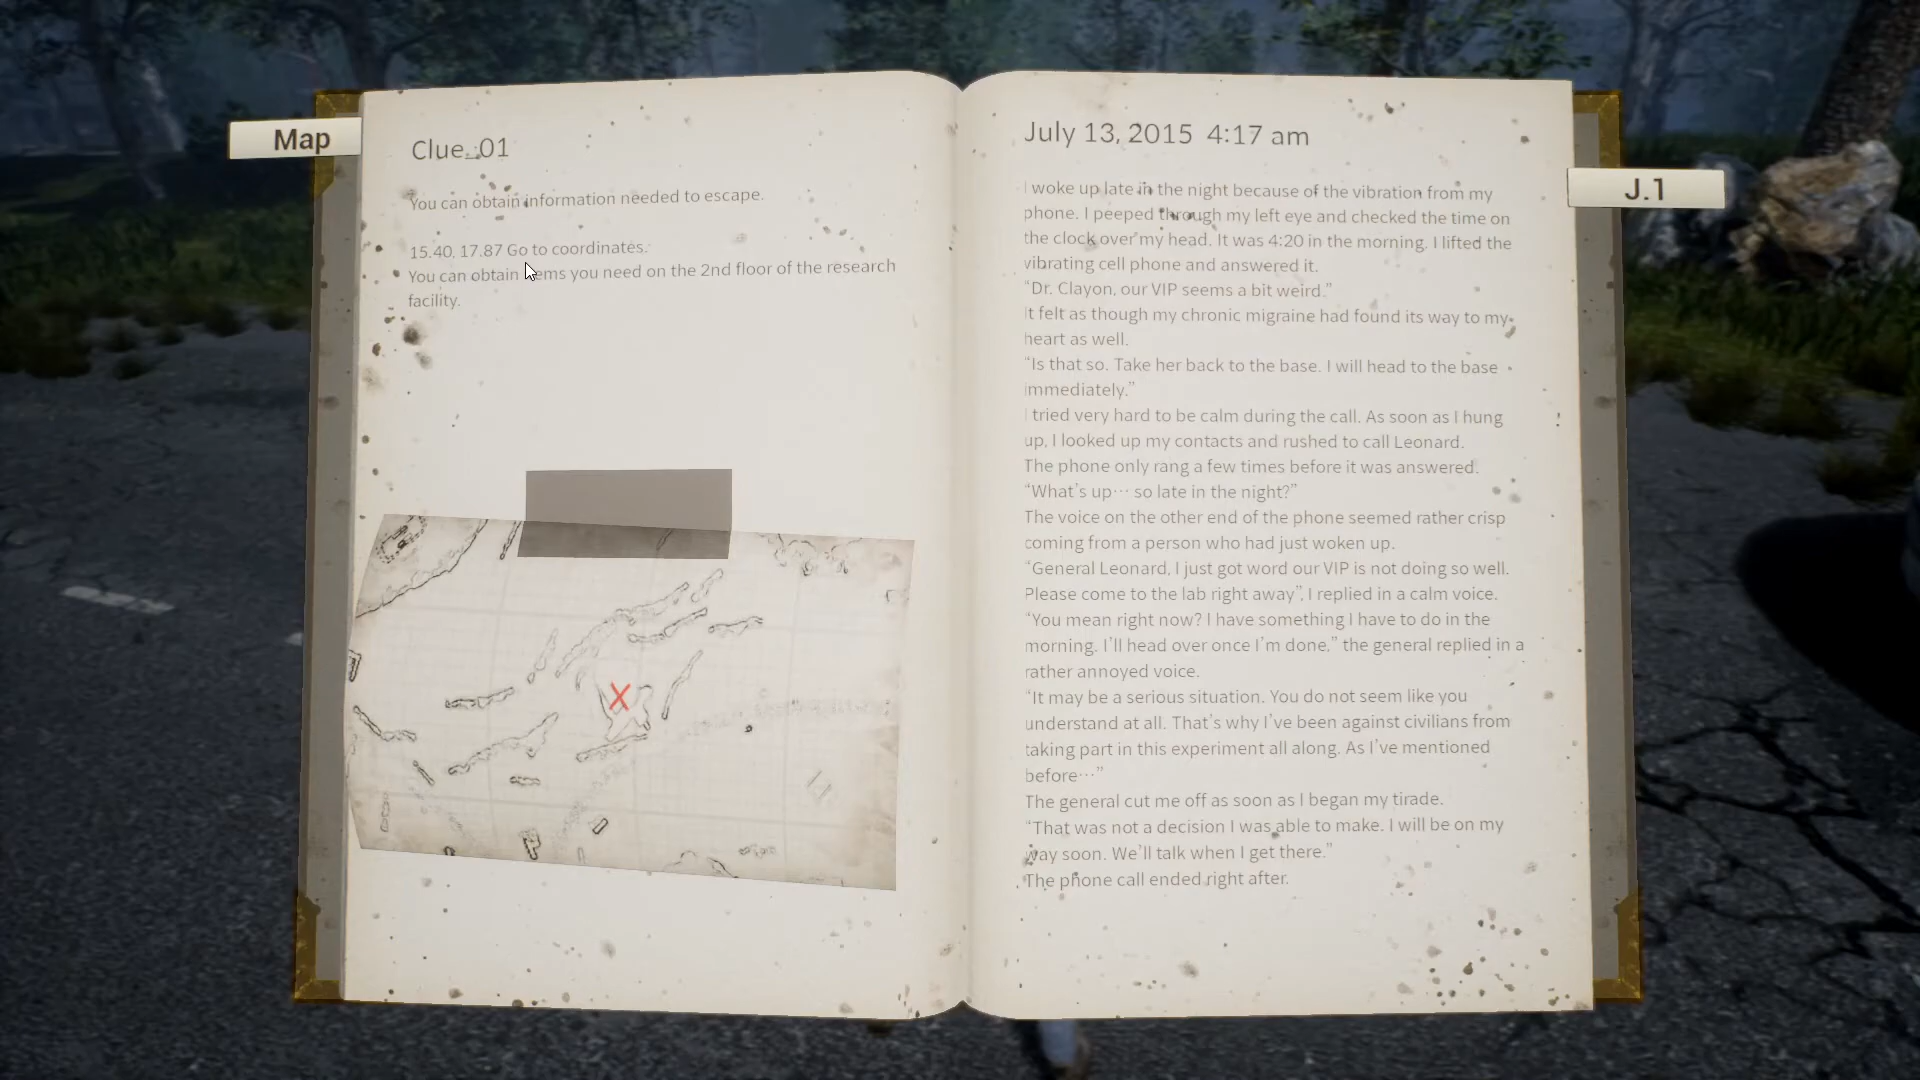 Map
Clue_01
You can obtain information needed to escape.
15.40, 17.87 Go to coordinates.
You can obtain items you need on the 2nd floor of the research
facility.
July 13, 2015 4:17 am
J.1
I woke up late in the night because of the vibration from my
phone. I peeped through my left eye and checked the time on
the clock over my head. It was 4:20 in the morning. I lifted the
vibrating cell phone and answered it.
“Dr. Clayon, our VIP seems a bit weird.”
it felt as though my chronic migraine had found its way to my
heart as well.
“Is that so. Take her back to the base. I will head to the base
immediately.”
I tried very hard to be calm during the call. As soon as I hung
up, I looked up my contacts and rushed to call Leonard.
The phone only rang a few times before it was answered.
“What's up… so late in the night?”
The voice on the other end of the phone seemed rather crisp
coming from a person who had just woken up.
“General Leonard, I just got word our VIP is not doing so well.
Please come to the lab right away”, I replied in a calm voice.
“You mean right now? I have something I have to do in the
morning. I'll head over once I'm done,” the general replied in a
rather annoyed voice.
“It may be a serious situation. You do not seem like you
understand at all. That's why I've been against civilians from
taking part in this experiment all along. As I've mentioned
before…”
The general cut me off as soon as I began my tirade.
“That was not a decision I was able to make. I will be on my
way soon. We'll talk when I get there.”
The phone call ended right after.